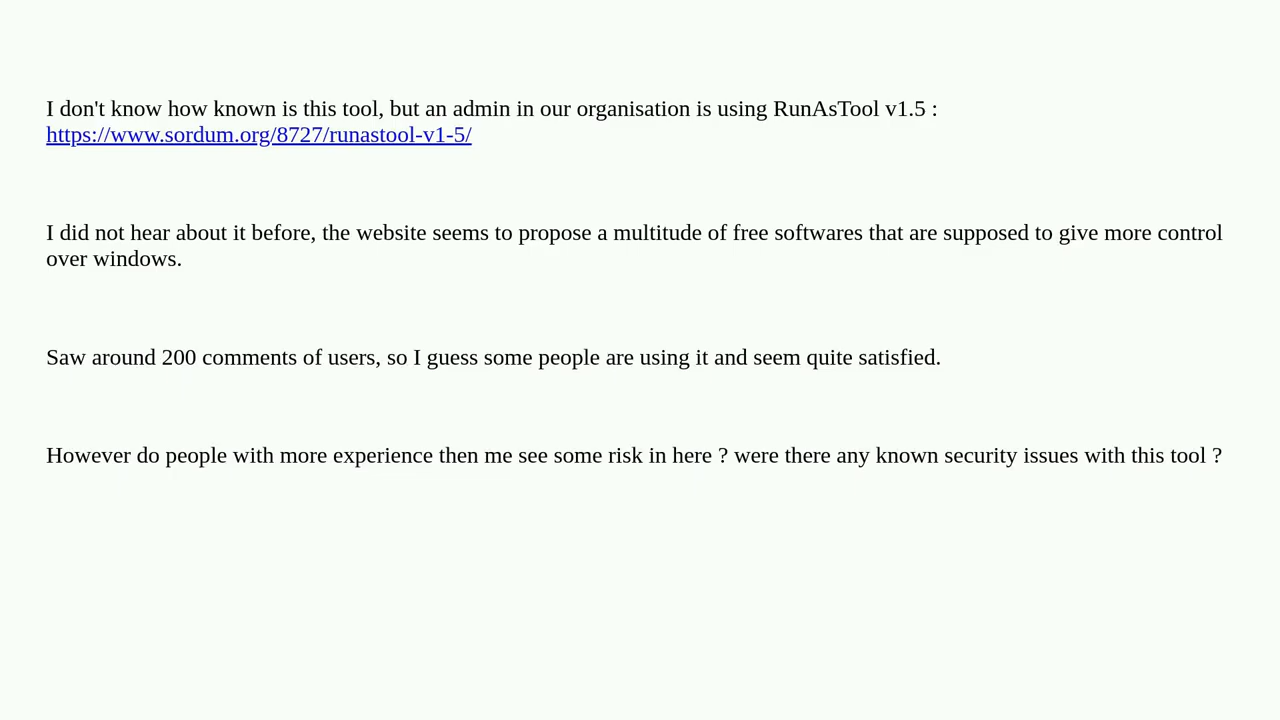 I don't know how known is this tool, but an admin in our organisation is using RunAsTool v1.5 :
https://www.sordum.org/8727/runastool-v1-5/
I did not hear about it before, the website seems to propose a multitude of free softwares that are supposed to give more control
over windows.
Saw around 200 comments of users, so I guess some people are using it and seem quite satisfied.
However do people with more experience then me see some risk in here ? were there any known security issues with this tool ?